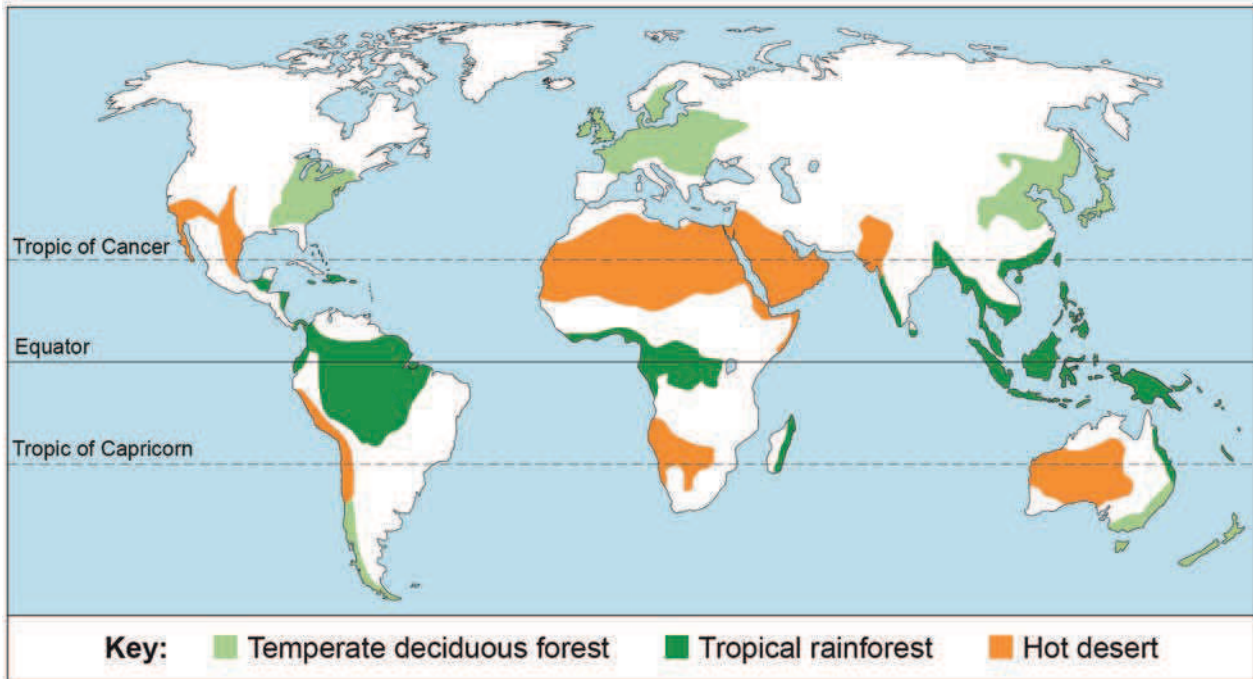 Tropic of Cancer
Equator
Tropic of Capricorn
Key: Temperate deciduous forest Tropical rainforest Hot desert